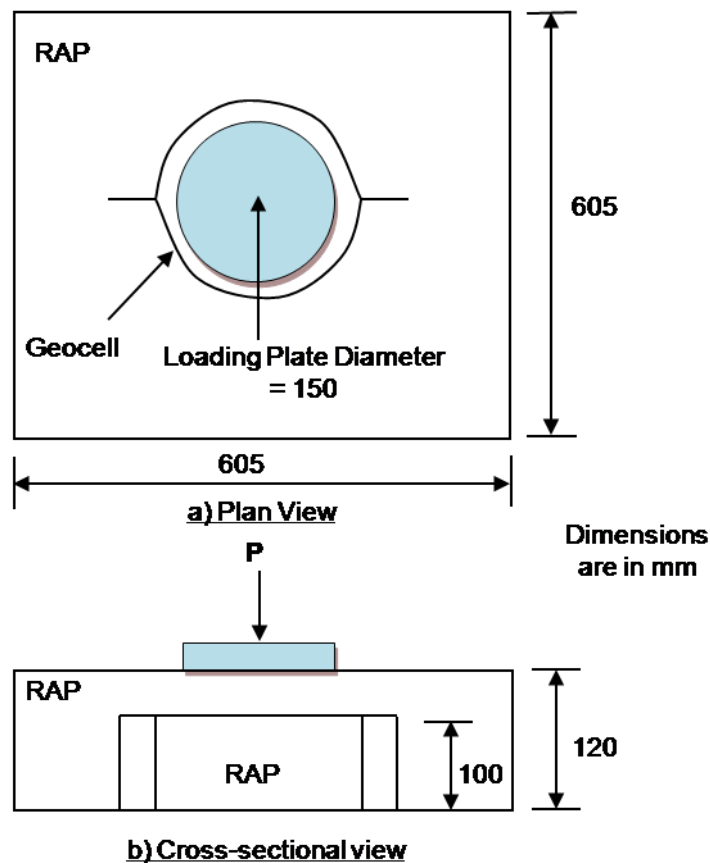 RAP
605
Geocell
Loading Plate Diameter
= 150
605
a) Plan View
Dimensions
are in mm
P
RAP
120
RAP
100
b) Cross-sectional view